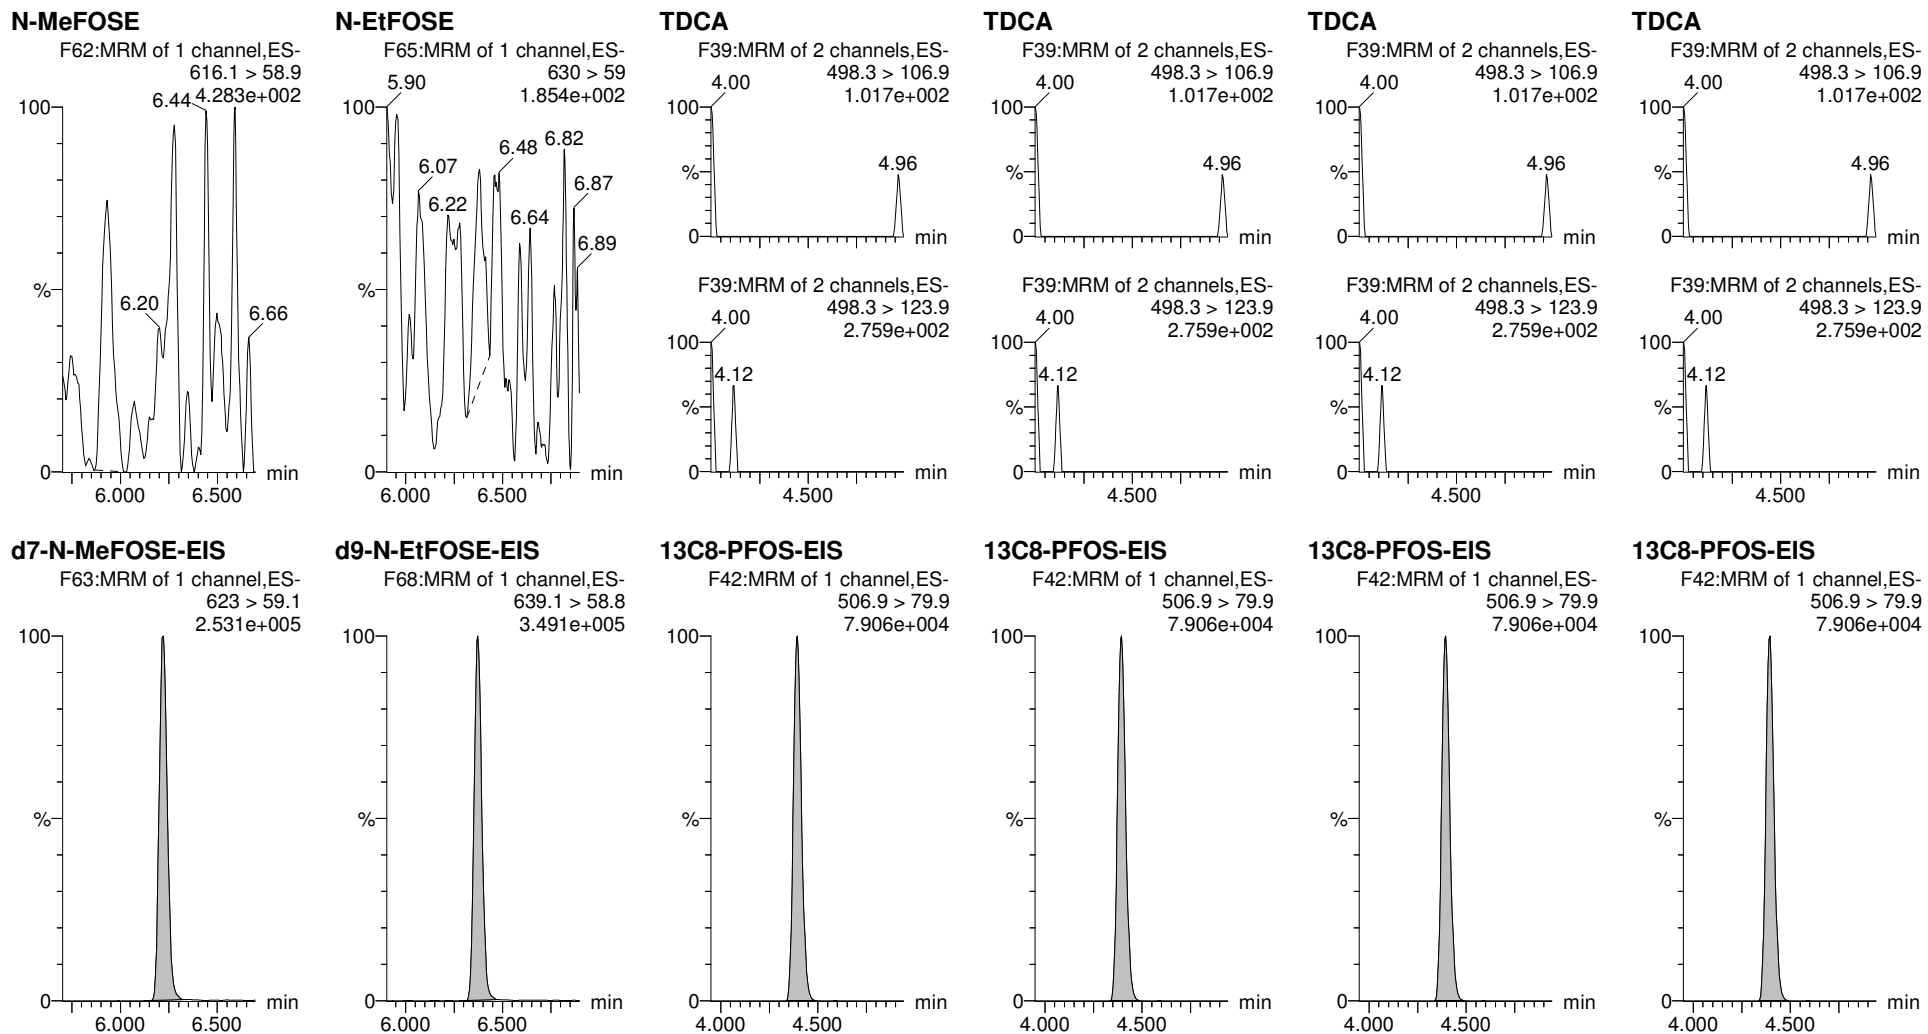 N-MeFOSE
F62:MRM of 1 channel,ES-
616.1 > 58.9
4.283e+002
100
6.44
6.20
6.66
%
0
min
6.000 6.500
N-EtFOSE
F65:MRM of 1 channel,ES-
630 > 59
1.854e+002
5.90
100
6.07
6.22
6.48
6.82
6.87
6.64
6.89
%
0
min
6.000 6.500
TDCA
F39:MRM of 2 channels,ES-
498.3 > 106.9
1.017e+002
4.00
100
4.96
%
0
min
F39:MRM of 2 channels,ES-
498.3 > 123.9
2.759e+002
4.00
100
4.12
%
0
min
4.500
TDCA
F39:MRM of 2 channels,ES-
498.3 > 106.9
1.017e+002
4.00
100
4.96
%
0
min
F39:MRM of 2 channels,ES-
498.3 > 123.9
2.759e+002
4.00
100
4.12
%
0
min
4.500
TDCA
F39:MRM of 2 channels,ES-
498.3 > 106.9
1.017e+002
4.00
100
4.96
%
0
min
F39:MRM of 2 channels,ES-
498.3 > 123.9
2.759e+002
4.00
100
4.12
%
0
min
4.500
TDCA
F39:MRM of 2 channels,ES-
498.3 > 106.9
1.017e+002
4.00
100
4.96
%
0
min
F39:MRM of 2 channels,ES-
498.3 > 123.9
2.759e+002
4.00
100
4.12
%
0
min
4.500
d7-N-MeFOSE-EIS
F63:MRM of 1 channel,ES-
623 > 59.1
2.531e+005
100
%
0
min
6.000 6.500
d9-N-EtFOSE-EIS
F68:MRM of 1 channel,ES-
639.1 > 58.8
3.491e+005
100
%
0
min
6.000 6.500
13C8-PFOS-EIS
F42:MRM of 1 channel,ES-
506.9 > 79.9
7.906e+004
100
%
0
min
4.000 4.500
13C8-PFOS-EIS
F42:MRM of 1 channel,ES-
506.9 > 79.9
7.906e+004
100
%
0
min
4.000 4.500
13C8-PFOS-EIS
F42:MRM of 1 channel,ES-
506.9 > 79.9
7.906e+004
100
%
0
min
4.000 4.500
13C8-PFOS-EIS
F42:MRM of 1 channel,ES-
506.9 > 79.9
7.906e+004
100
%
0
min
4.000 4.500